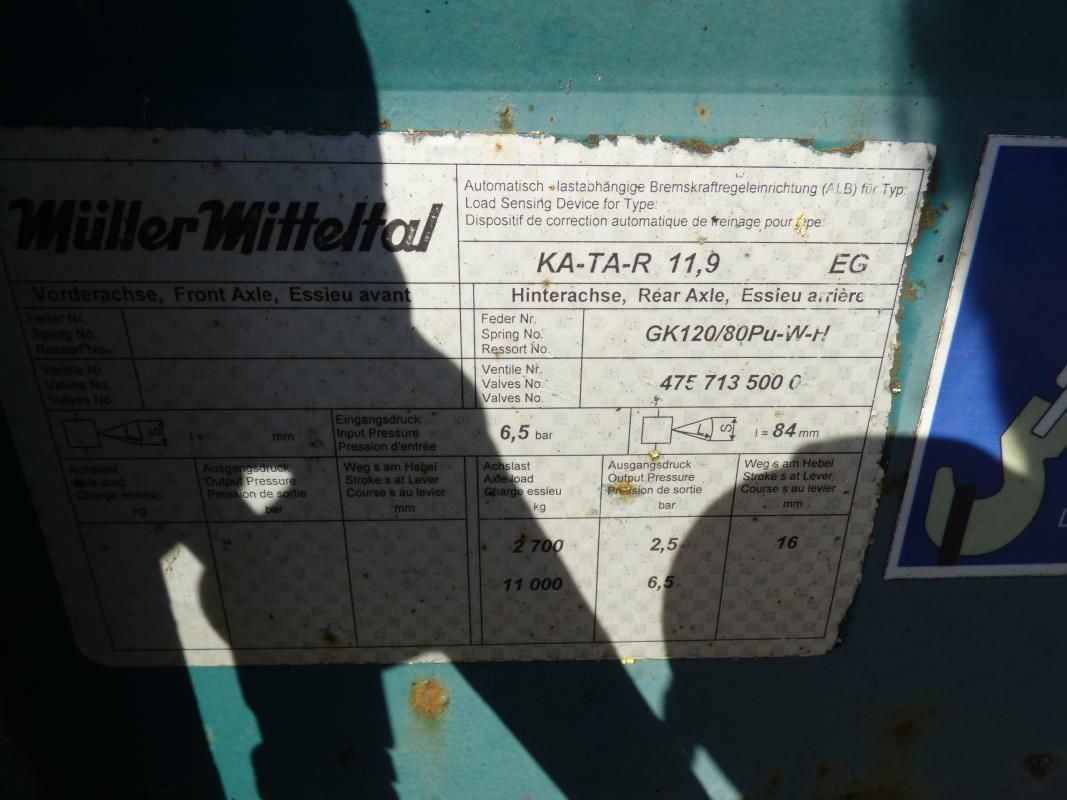 Müller Mitteltal
Automatisch - lastabhängige Bremskraftregeleinrichtung (ALB) für Typ:
Load Sensing Device for Type:
Dispositif de correction automatique de freinage pour type
KA-TA-R 11,9 EG
Vorderachse, Front Axle, Essieu avant
Hinterachse, Rear Axle, Essieu arrière
Feder Nr.
Spring No.
Ressort No.
Feder Nr.
Spring No.
Ressort No.
GK120/80Pu-W-H
Ventile Nr.
Valves No.
Valves No.
Ventile Nr.
Valves No.
Valves No.
475 713 500 0
S
l = mm
Eingangsdruck
Input Pressure
Pression d'entrée
6,5 bar
L
S
l = 84 mm
Achslast
Axle load
Charge essieu
kg
Ausgangsdruck
Output Pressure
Pression de sortie
bar
Weg s am Hebel
Stroke s at Lever
Course s au levier
mm
Achslast
Axle load
Charge essieu
kg
Ausgangsdruck
Output Pressure
Pression de sortie
bar
Weg s am Hebel
Stroke s at Lever
Course s au levier
mm
2 700 2,5 16
11 000 6,5